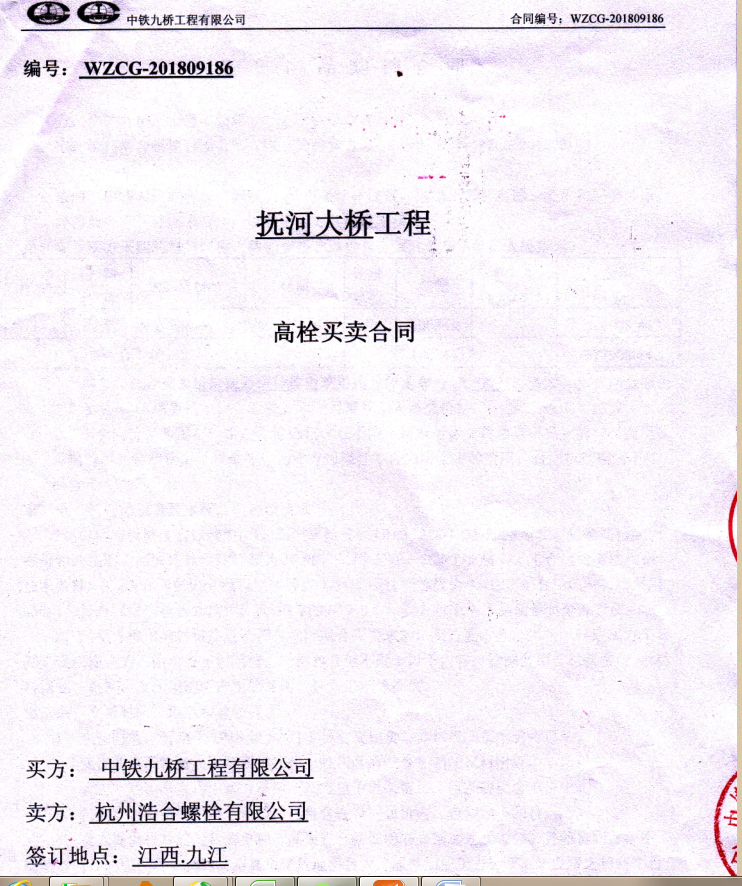 中铁九桥工程有限公司 合同编号：WZCG-201809186
编号：WZCG-201809186
抚河大桥工程
高栓买卖合同
买方：中铁九桥工程有限公司
卖方：杭州浩合螺栓有限公司
签订地点：江西.九江